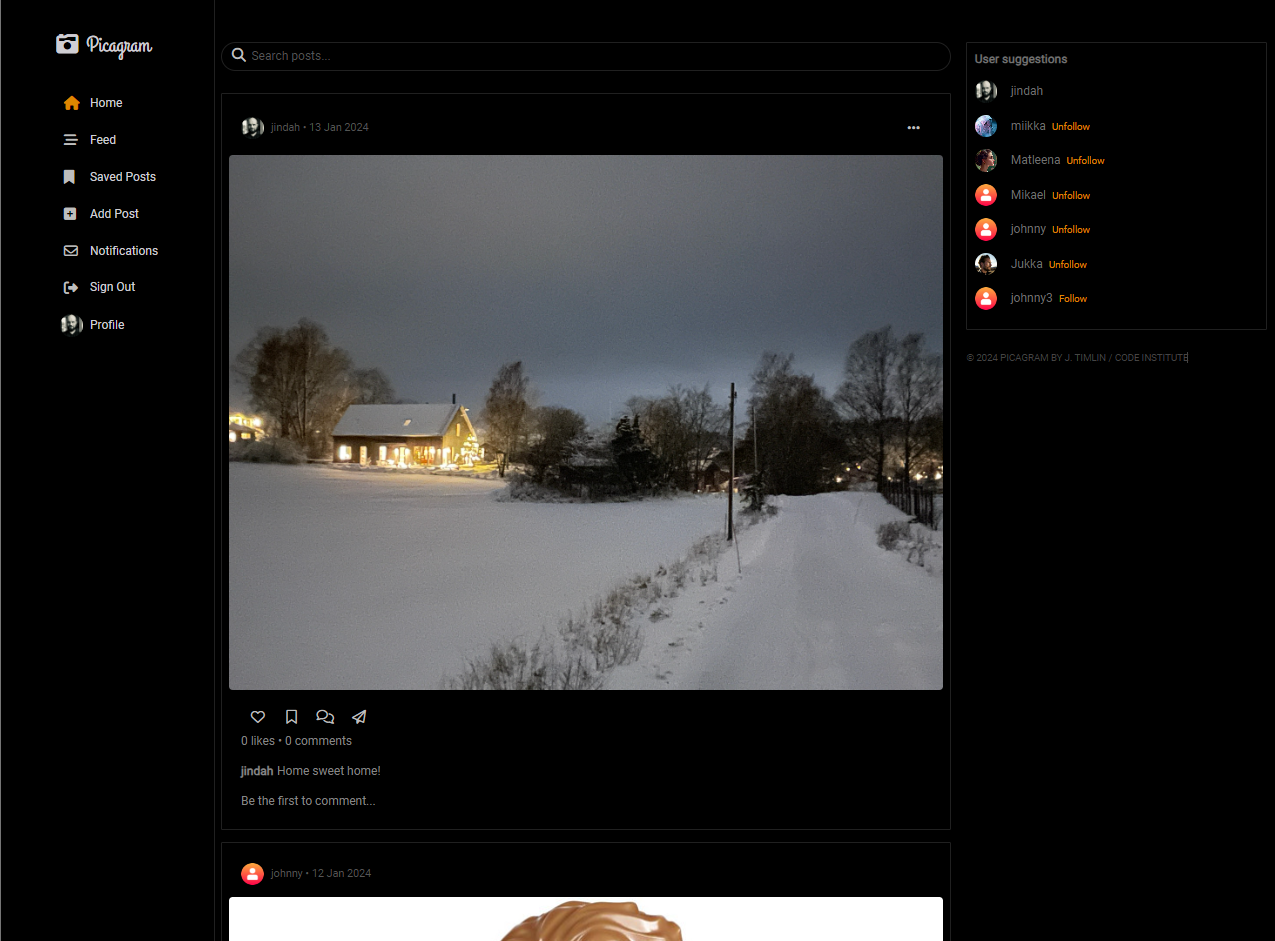 Picagram
Home
Feed
Saved Posts
Add Post
Notifications
Sign Out
Profile
Search posts...
jindah • 13 Jan 2024
0 likes • 0 comments
jindah Home sweet home!
Be the first to comment...
johnny • 12 Jan 2024
User suggestions
jindah
miikka Unfollow
Matleena Unfollow
Mikael Unfollow
johnny Unfollow
Jukka Unfollow
johnny3 Follow
© 2024 PICAGRAM BY J. TIMLIN / CODE INSTITUTE